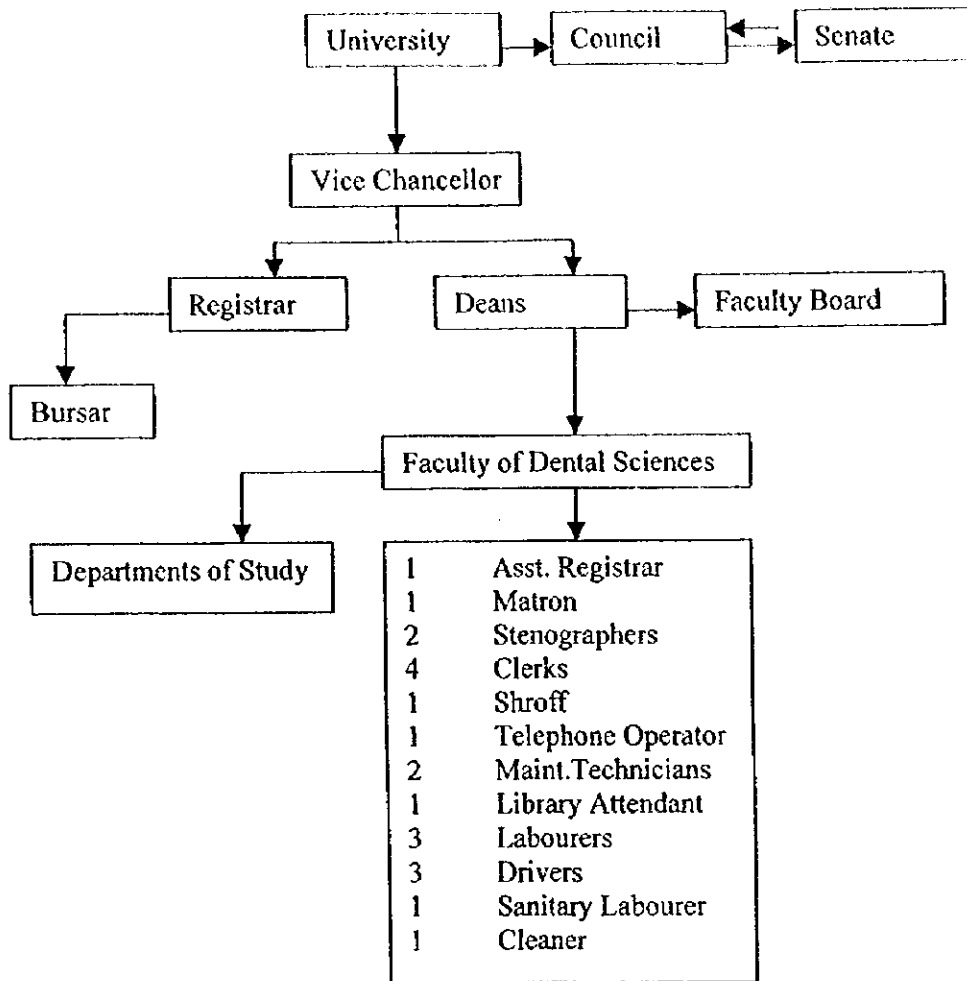 University
Council
Senate
Vice Chancellor
Registrar
Deans
Faculty Board
Bursar
Faculty of Dental Sciences
Departments of Study
1 Asst. Registrar
1 Matron
2 Stenographers
4 Clerks
1 Shroff
1 Telephone Operator
2 Maint.Technicians
1 Library Attendant
3 Labourers
3 Drivers
1 Sanitary Labourer
1 Cleaner